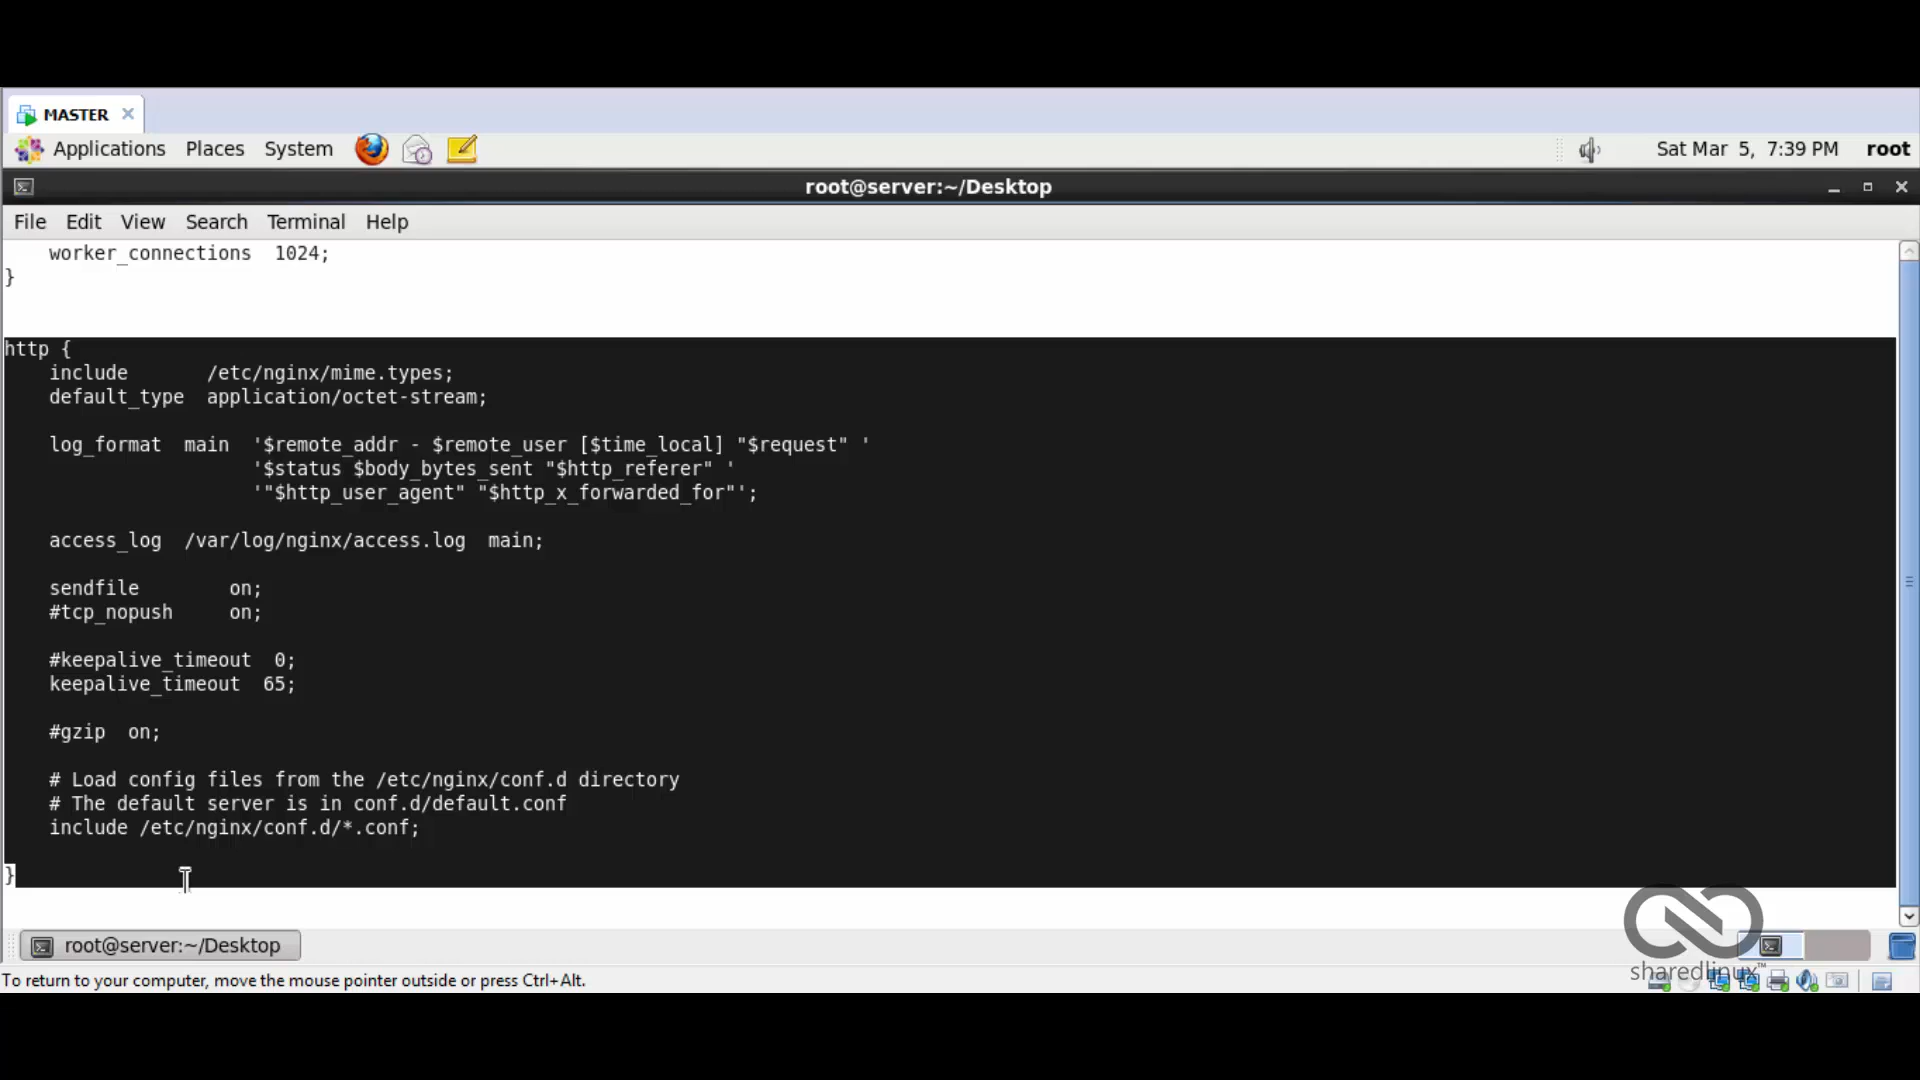 MASTER
Applications Places System Sat Mar 5, 7:39 PM root
root@server:~/Desktop
File Edit View Search Terminal Help
    worker_connections  1024;
}
http {
    include       /etc/nginx/mime.types;
    default_type  application/octet-stream;
    log_format  main  '$remote_addr - $remote_user [$time_local] "$request" '
                      '$status $body_bytes_sent "$http_referer" '
                      '"$http_user_agent" "$http_x_forwarded_for"';
    access_log  /var/log/nginx/access.log  main;
    sendfile        on;
    #tcp_nopush     on;
    #keepalive_timeout  0;
    keepalive_timeout  65;
    #gzip  on;
    # Load config files from the /etc/nginx/conf.d directory
    # The default server is in conf.d/default.conf
    include /etc/nginx/conf.d/*.conf;
}
root@server:~/Desktop
sharedlinux™
To return to your computer, move the mouse pointer outside or press Ctrl+Alt.